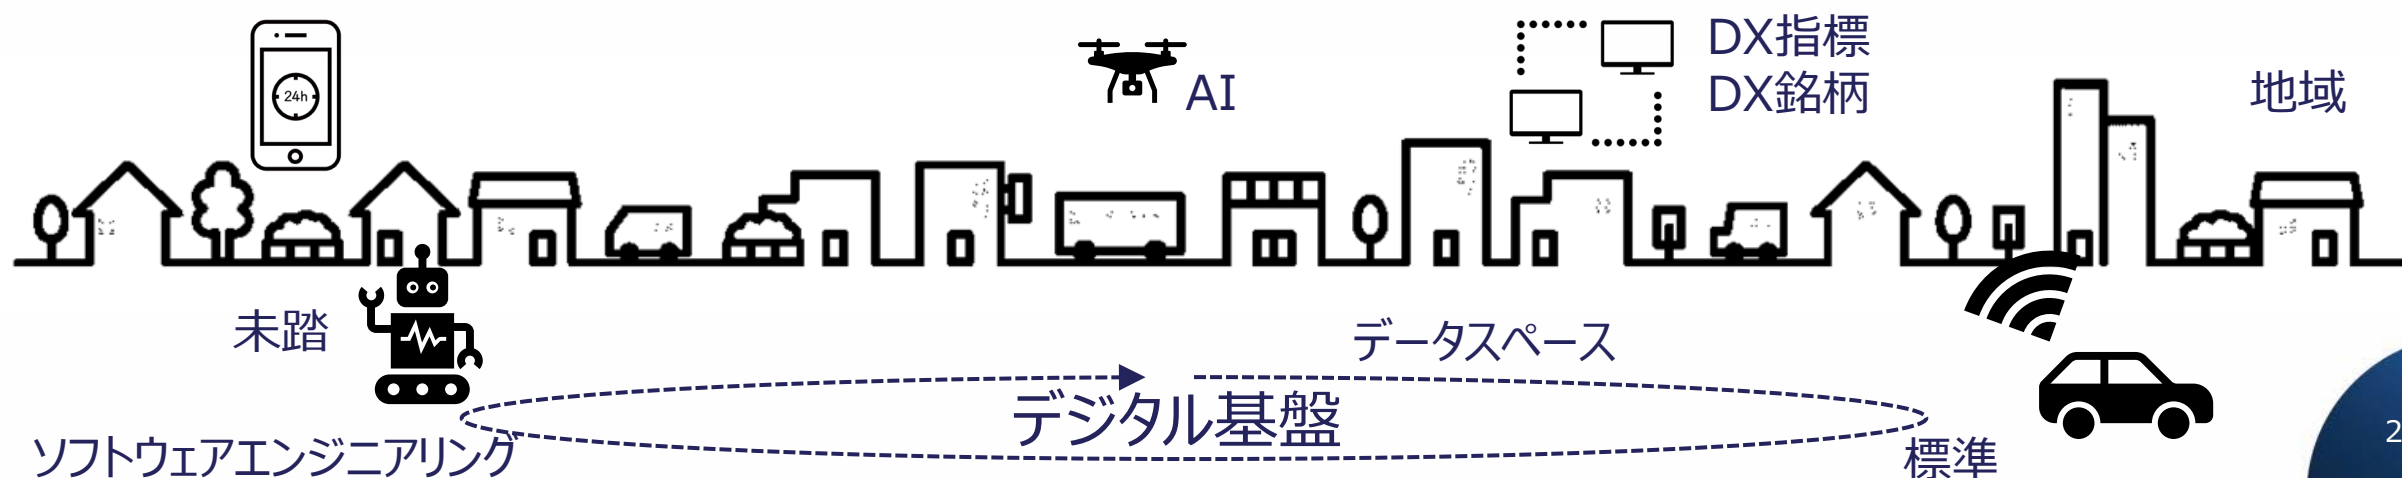 24h
AI
DX指標
DX銘柄
地域
未踏
データスペース
デジタル基盤
ソフトウェアエンジニアリング
標準
2